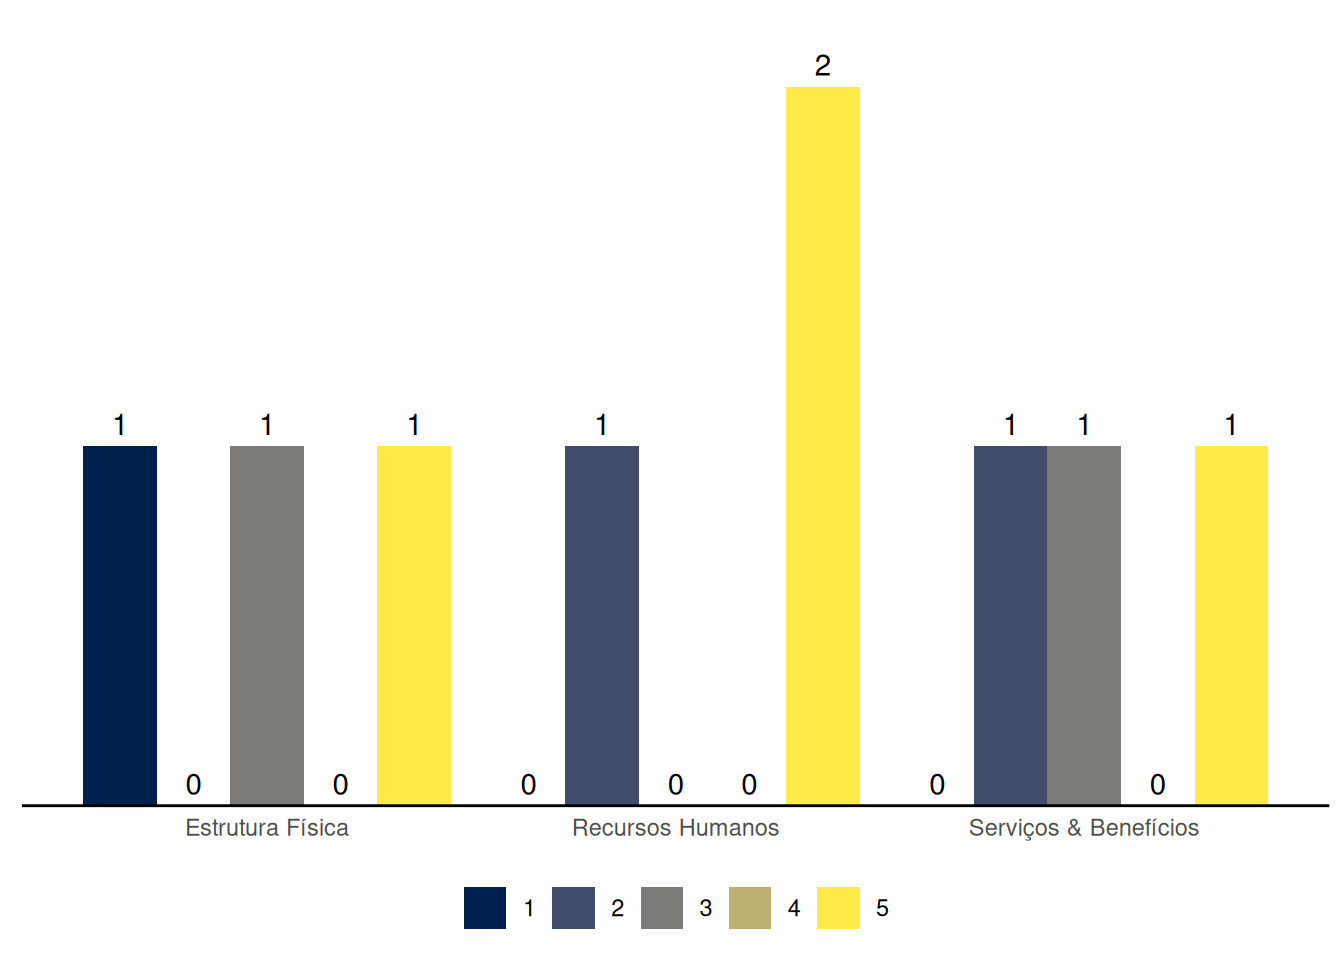 2
1 1 1 1 1 1 1
0 0 0 0 0 0 0
Estrutura Física Recursos Humanos Serviços & Benefícios
1 2 3 4 5